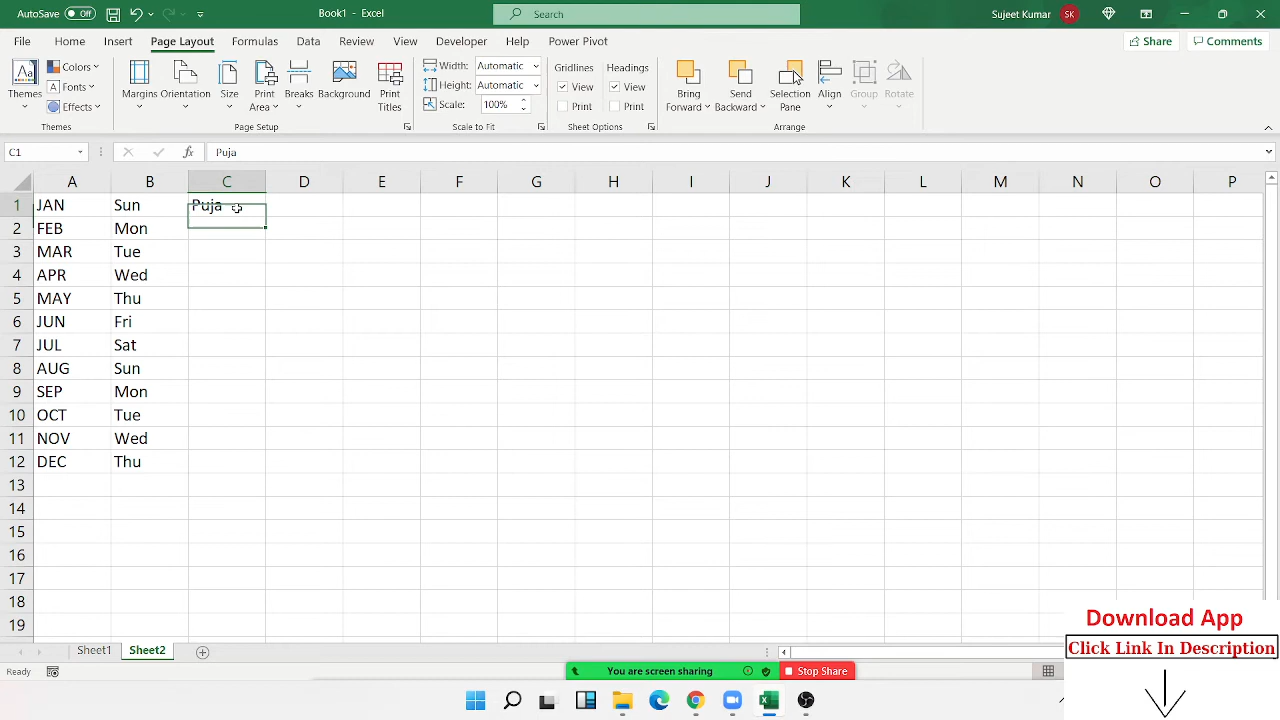 AutoSave Off Book1 - Excel Search Sujeet Kumar SK
File Home Insert Page Layout Formulas Data Review View Developer Help Power Pivot Share Comments
Themes
Colors
Fonts
Effects
Themes
Margins Orientation Size Print Area Breaks Background Print Titles
Page Setup
Width: Automatic
Height: Automatic
Scale: 100%
Scale to Fit
Gridlines Headings
View View
Print Print
Sheet Options
Bring Forward Send Backward Selection Pane Align Group Rotate
Arrange
C1 fx Puja
A B C D E F G H I J K L M N O P
1 JAN Sun Puja
2 FEB Mon
3 MAR Tue
4 APR Wed
5 MAY Thu
6 JUN Fri
7 JUL Sat
8 AUG Sun
9 SEP Mon
10 OCT Tue
11 NOV Wed
12 DEC Thu
13
14
15
16
17
18
19
Download App
Click Link In Description
Sheet1 Sheet2
Ready You are screen sharing Stop Share